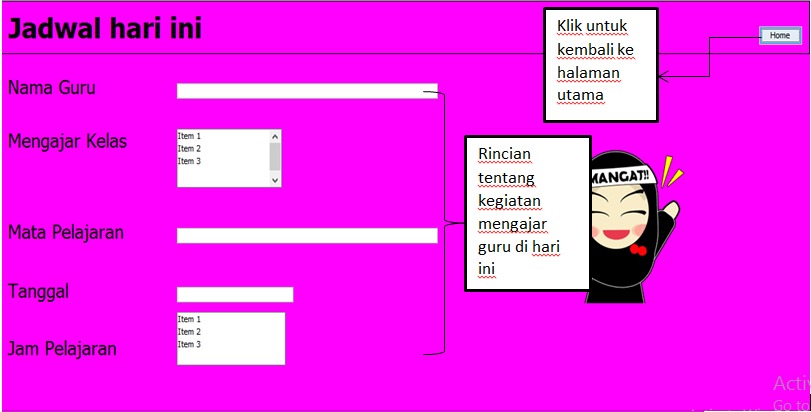 Jadwal hari ini
Home
Klik untuk
kembali ke
halaman
utama
Nama Guru
Mengajar Kelas
Item 1
Item 2
Item 3
Rincian
tentang
kegiatan
mengajar
guru di hari
ini
MANGAT!!
Mata Pelajaran
Tanggal
Jam Pelajaran
Item 1
Item 2
Item 3
Activ
Go to